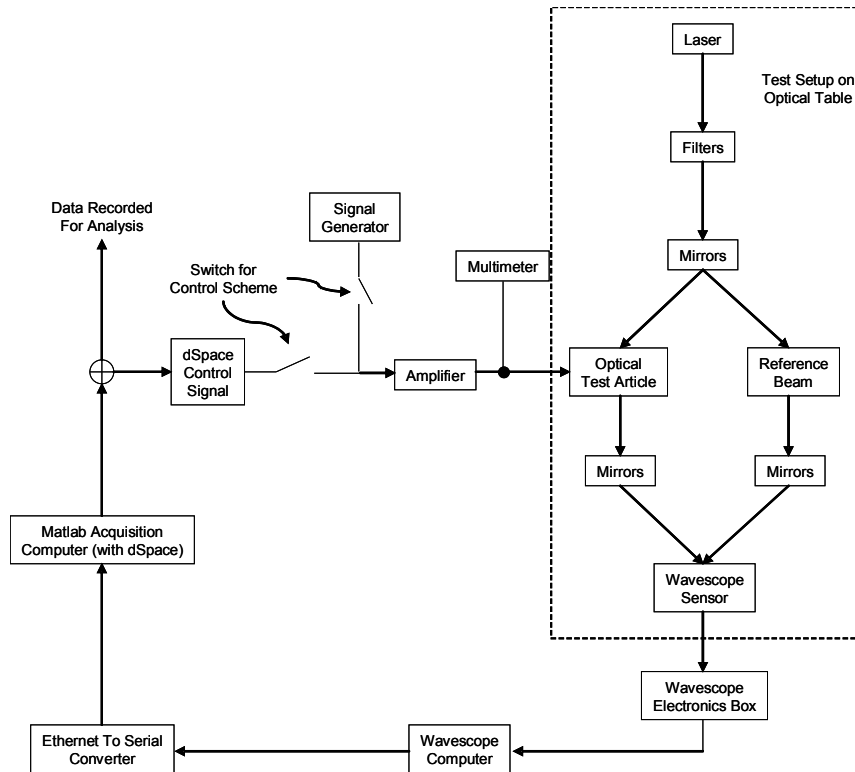 Laser
Test Setup on
Optical Table
Filters
Signal
Generator
Data Recorded
For Analysis
Switch for
Control Scheme
Multimeter
Mirrors
dSpace
Control
Signal
Amplifier
Optical
Test Article
Reference
Beam
Mirrors
Mirrors
Matlab Acquisition
Computer (with dSpace)
Wavescope
Sensor
Wavescope
Electronics Box
Ethernet To Serial
Converter
Wavescope
Computer